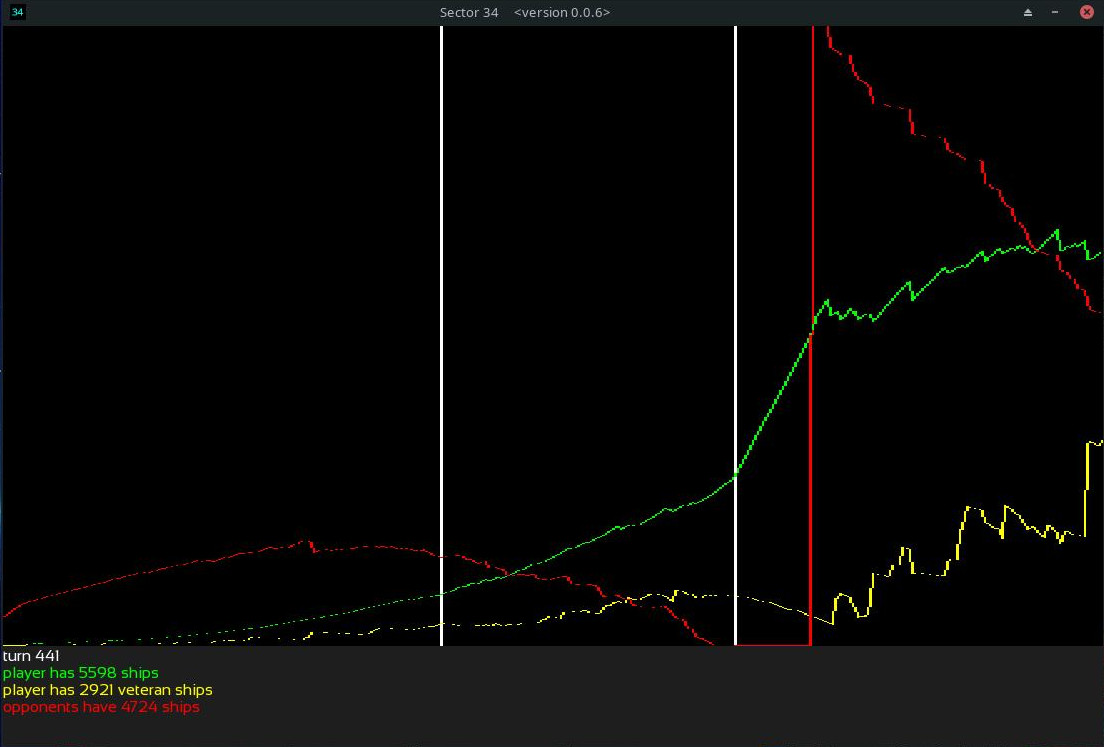 34
Sector 34 <version 0.0.6>
turn 441
player has 5598 ships
player has 2921 veteran ships
opponents have 4724 ships